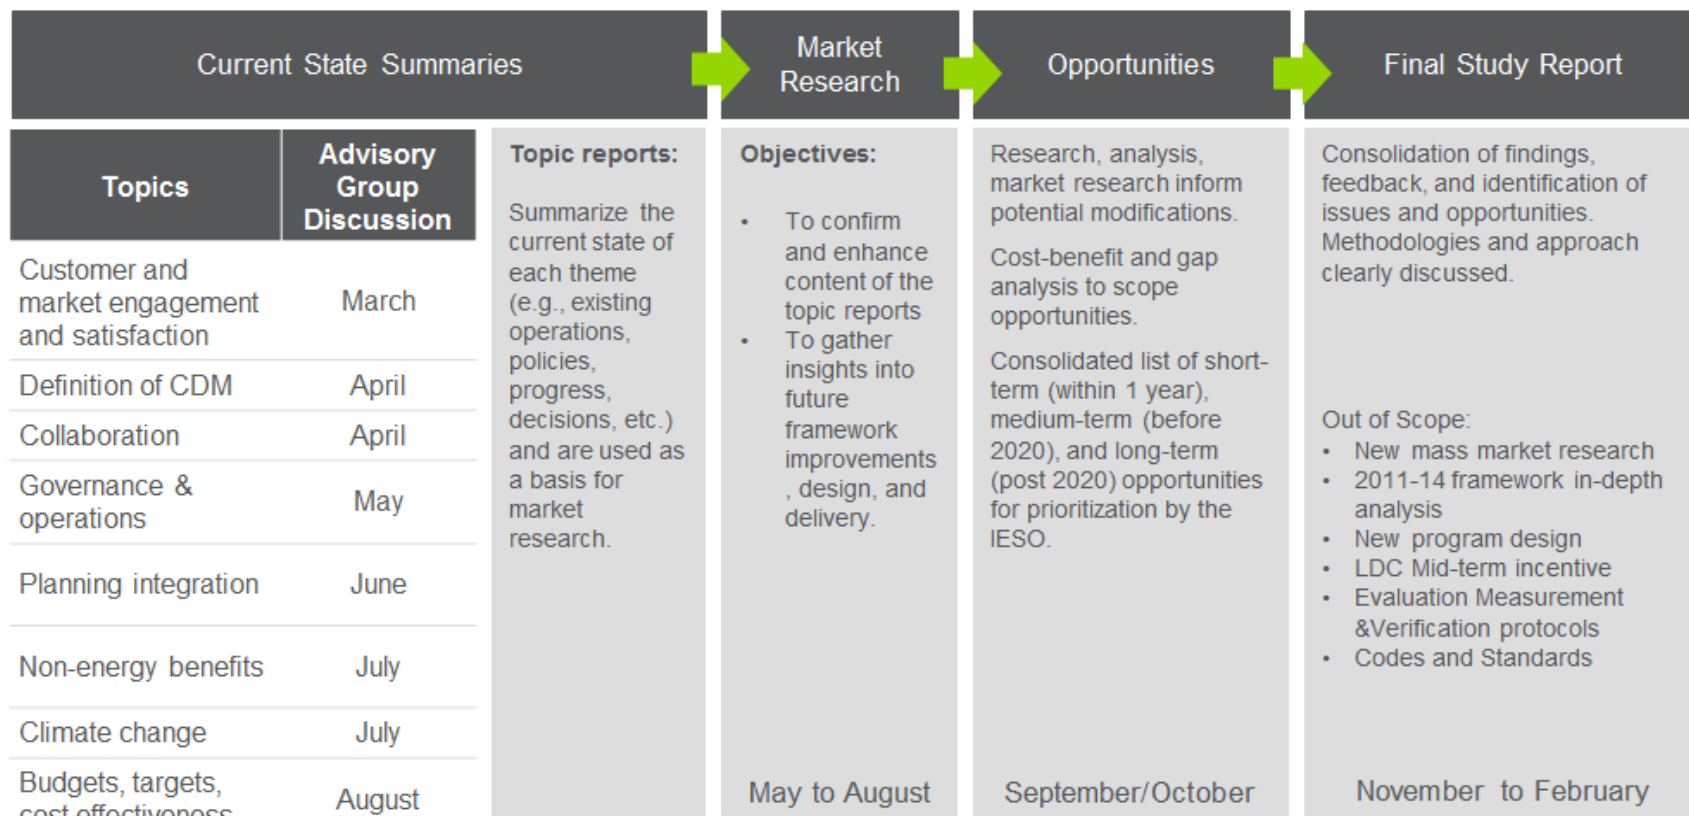 Current State Summaries
Market
Research
Opportunities
Final Study Report
Topics
Advisory
Group
Discussion
Customer and
market engagement
and satisfaction
March
Definition of CDM
April
Collaboration
April
Governance &
operations
May
Planning integration
June
Non-energy benefits
July
Climate change
July
Budgets, targets,
cost effectiveness
August
Topic reports:
Summarize the
current state of
each theme
(e.g., existing
operations,
policies,
progress,
decisions, etc.)
and are used as
a basis for
market
research.
Objectives:
• To confirm
and enhance
content of the
topic reports
• To gather
insights into
future
framework
improvements
, design, and
delivery.
May to August
Research, analysis,
market research inform
potential modifications.
Cost-benefit and gap
analysis to scope
opportunities.
Consolidated list of short-
term (within 1 year),
medium-term (before
2020), and long-term
(post 2020) opportunities
for prioritization by the
IESO.
September/October
Consolidation of findings,
feedback, and identification of
issues and opportunities.
Methodologies and approach
clearly discussed.
Out of Scope:
• New mass market research
• 2011-14 framework in-depth
analysis
• New program design
• LDC Mid-term incentive
• Evaluation Measurement
&Verification protocols
• Codes and Standards
November to February